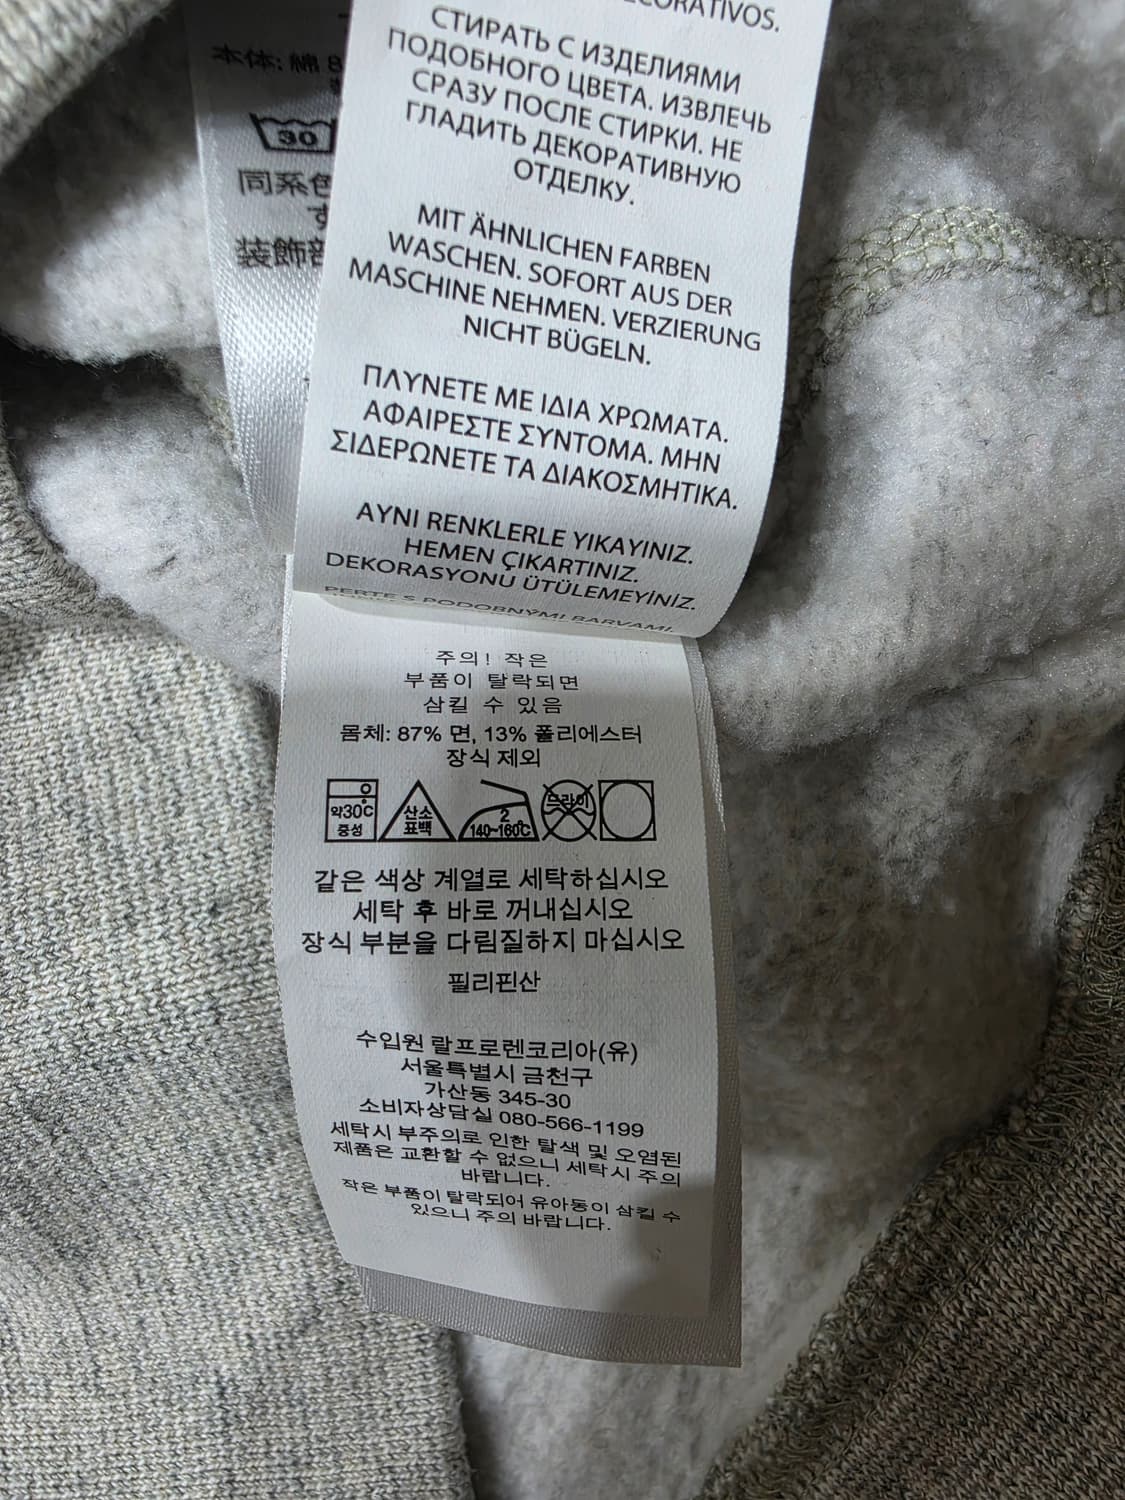 DECORATIVOS.
СТИРАТЬ С ИЗДЕЛИЯМИ
ПОДОБНОГО ЦВЕТА. ИЗВЛЕЧЬ
СРАЗУ ПОСЛЕ СТИРКИ. НЕ
ГЛАДИТЬ ДЕКОРАТИВНУЮ
ОТДЕЛКУ.
MIT ÄHNLICHEN FARBEN
WASCHEN. SOFORT AUS DER
MASCHINE NEHMEN. VERZIERUNG
NICHT BÜGELN.
ΠΛΥΝΕΤΕ ΜΕ ΙΔΙΑ ΧΡΩΜΑΤΑ.
ΑΦΑΙΡΕΣΤΕ ΣΥΝΤΟΜΑ. ΜΗΝ
ΣΙΔΕΡΩΝΕΤΕ ΤΑ ΔΙΑΚΟΣΜΗΤΙΚΑ.
AYNI RENKLERLE YIKAYINIZ.
HEMEN ÇIKARTINIZ.
DEKORASYONU ÜTÜLEMEYİNİZ.
PERTE S PODOBNÝMI BARVAMI.
本体: 綿 8
30
同系色
す
装飾部
주의! 작은
부품이 탈락되면
삼킬 수 있음
몸체: 87% 면, 13% 폴리에스터
장식 제외
약30℃
중성
산소
표백
2
140~160℃
드라이
같은 색상 계열로 세탁하십시오
세탁 후 바로 꺼내십시오
장식 부분을 다림질하지 마십시오
필리핀산
수입원 랄프로렌코리아(유)
서울특별시 금천구
가산동 345-30
소비자상담실 080-566-1199
세탁시 부주의로 인한 탈색 및 오염된
제품은 교환할 수 없으니 세탁시 주의
바랍니다.
작은 부품이 탈락되어 유아동이 삼킬 수
있으니 주의 바랍니다.